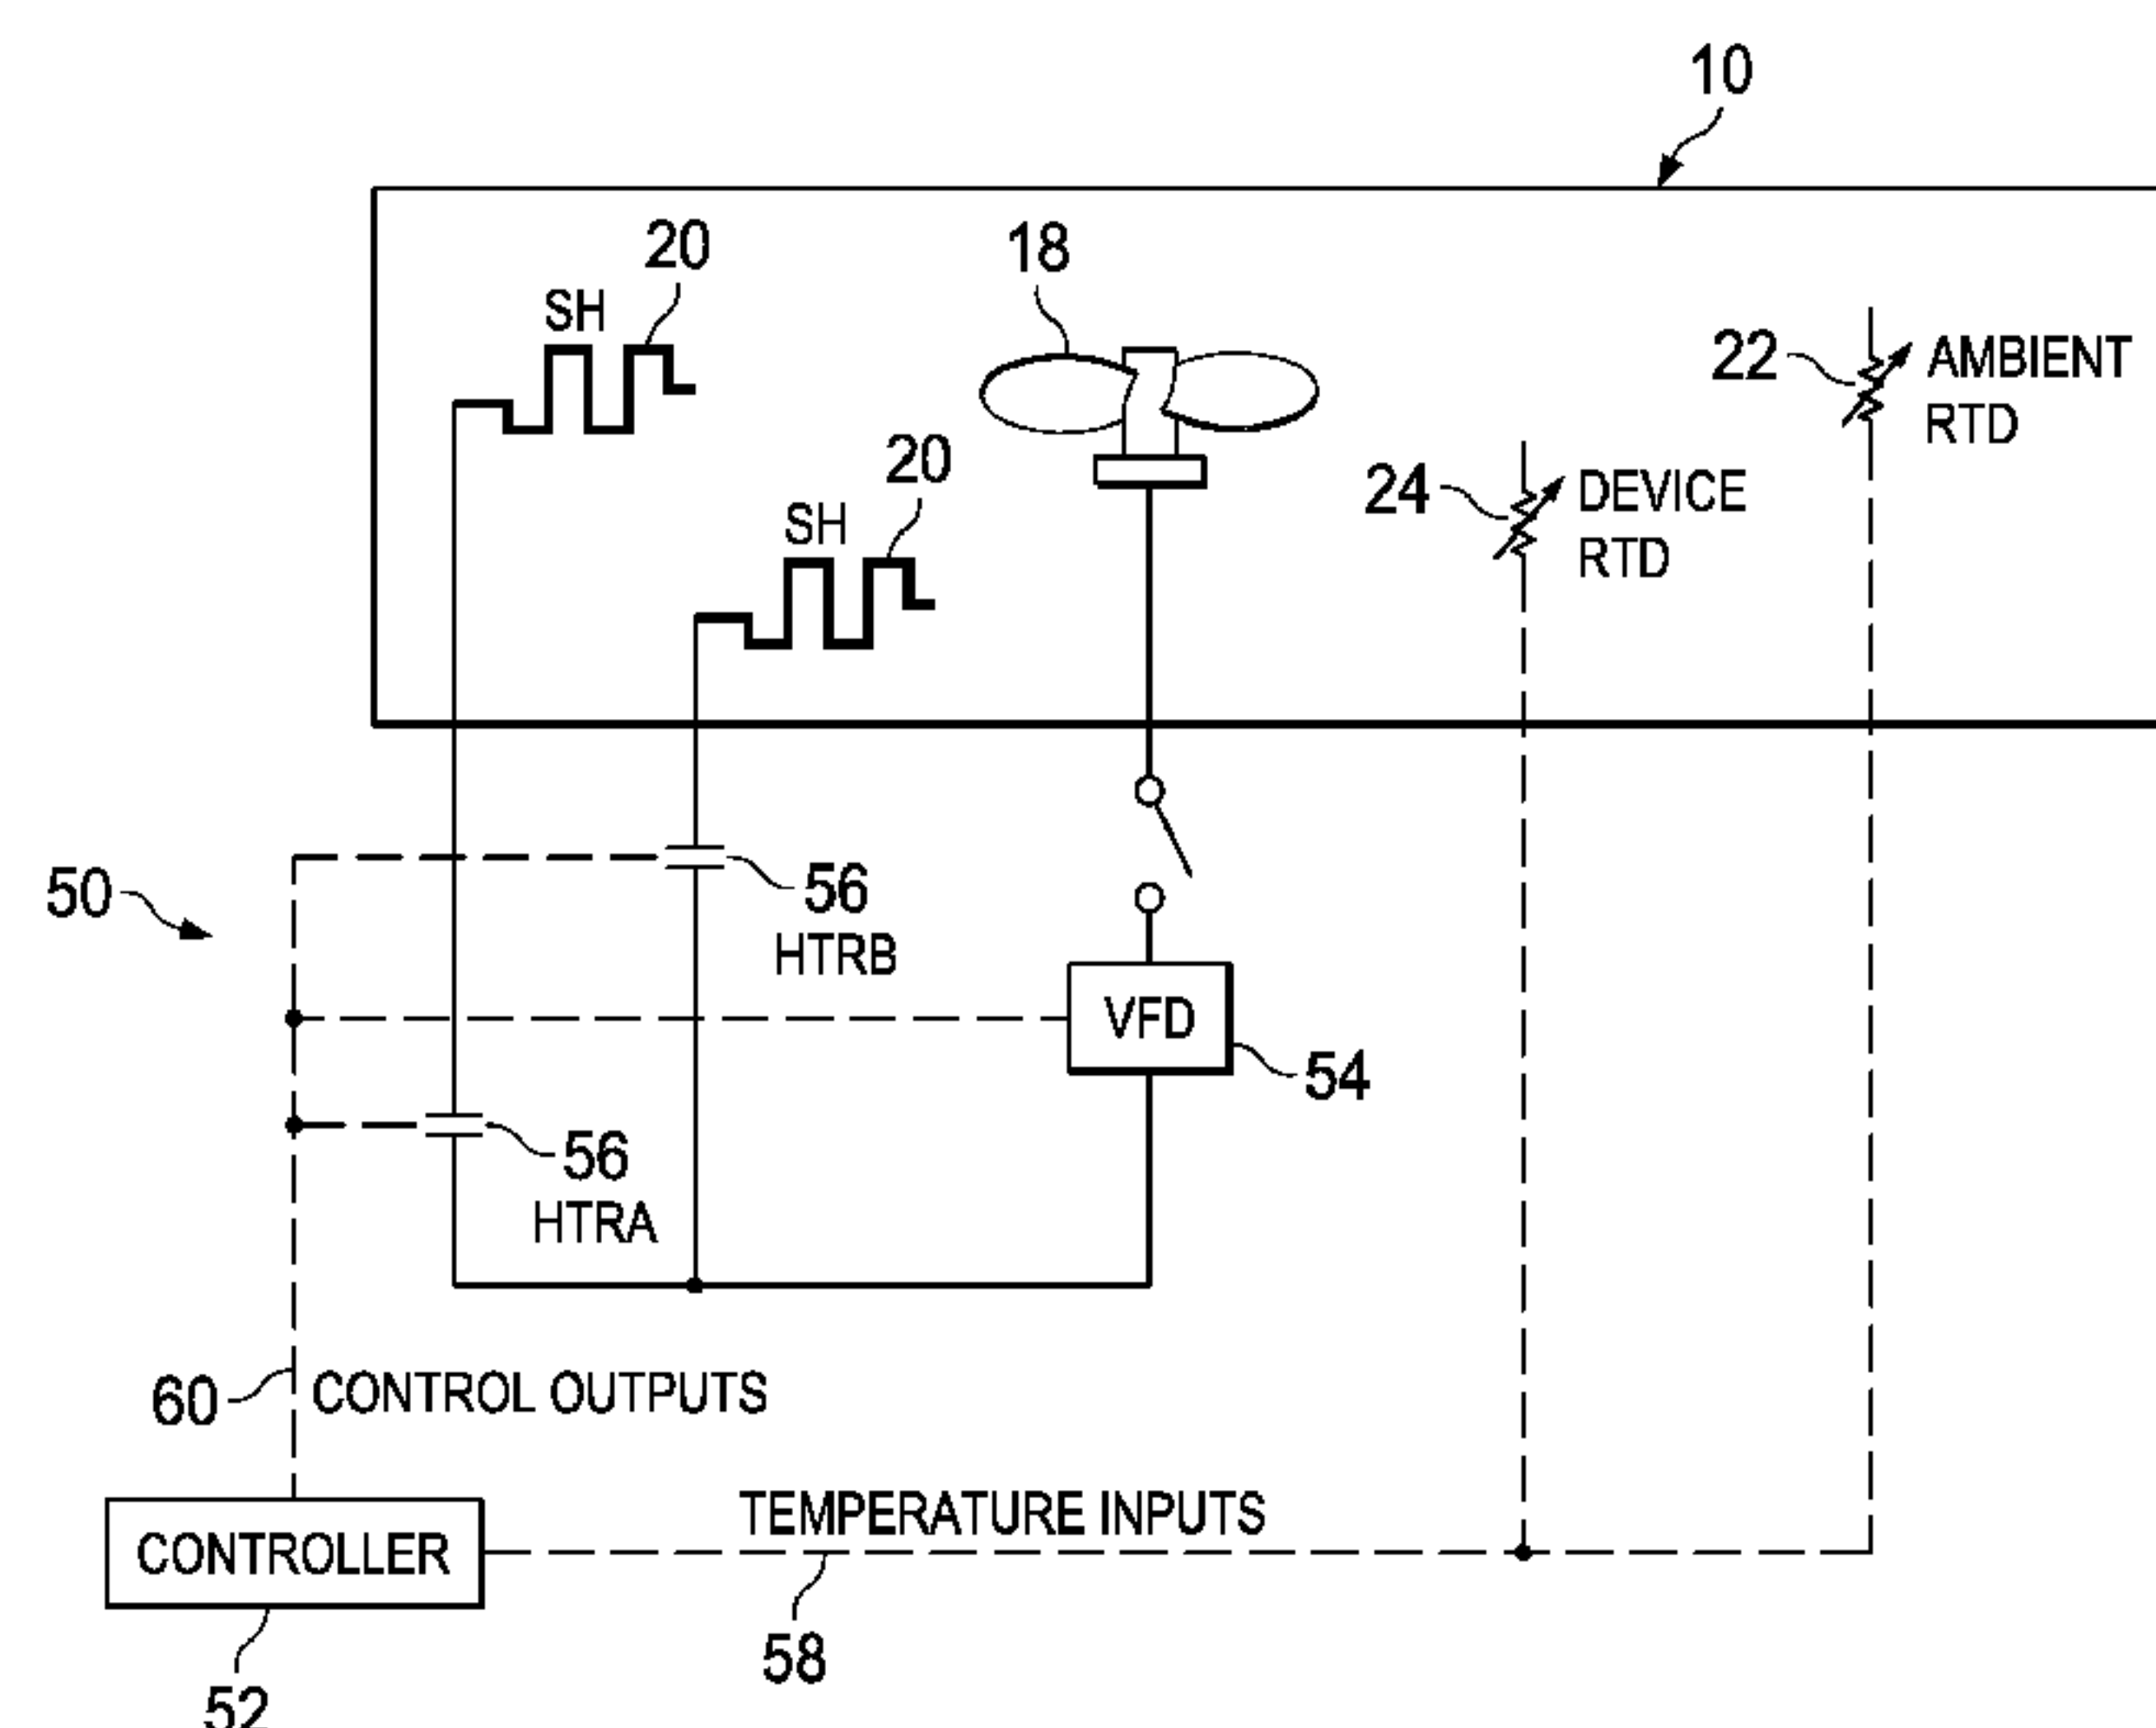 10
20
SH
18
22
AMBIENT
RTD
20
SH
24
DEVICE
RTD
50
56
HTRB
VFD
54
56
HTRA
60
CONTROL OUTPUTS
TEMPERATURE INPUTS
CONTROLLER
58
52